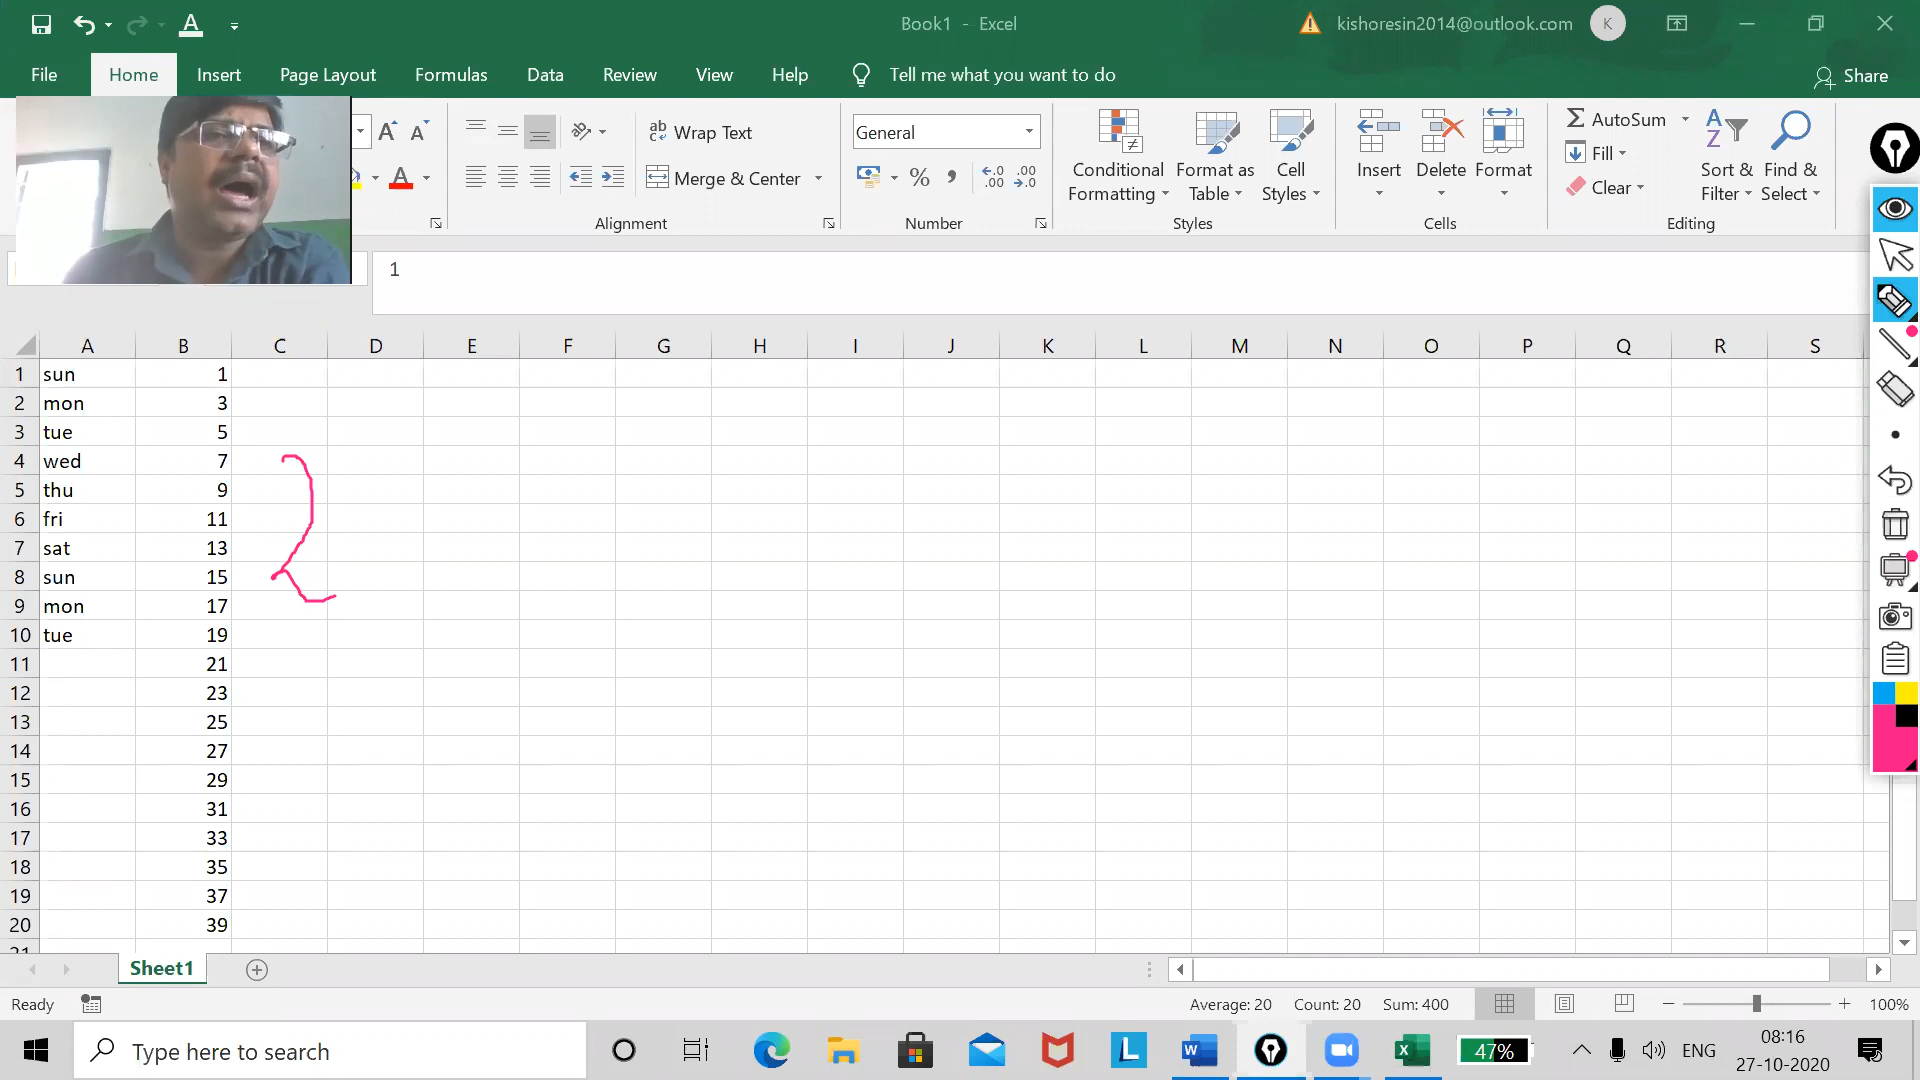 Book1 - Excel
kishoresin2014@outlook.com
K
File Home Insert Page Layout Formulas Data Review View Help Tell me what you want to do
Share
A A
ab Wrap Text
General
Conditional Formatting
Format as Table
Cell Styles
Insert
Delete
Format
AutoSum
Fill
Clear
Sort & Filter
Find & Select
Merge & Center
A
%
Alignment
Number
Styles
Cells
Editing
1
A B C D E F G H I J K L M N O P Q R S
1 sun 1
2 mon 3
3 tue 5
4 wed 7
5 thu 9
6 fri 11
7 sat 13
8 sun 15
9 mon 17
10 tue 19
11 21
12 23
13 25
14 27
15 29
16 31
17 33
18 35
19 37
20 39
2
Sheet1
Ready
Average: 20 Count: 20 Sum: 400
100%
Type here to search
47%
ENG
08:16
27-10-2020